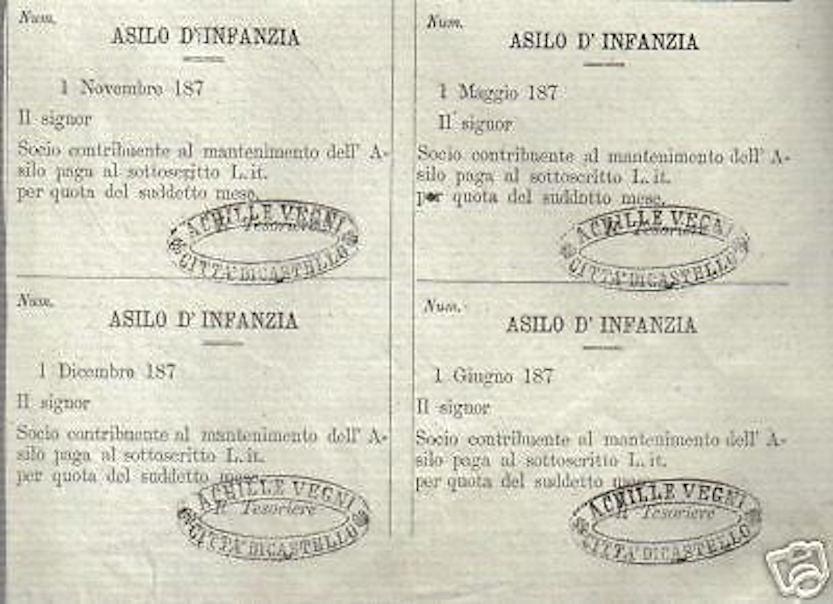 Num.
ASILO D' INFANZIA
1 Novembre 187
Il signor
Socio contribuente al mantenimento dell' A-
silo paga al sottoscritto L. it.
per quota del suddetto mese.
ACHILLE VEGNI
Il Tesoriere
CITTÀ DI CASTELLO
Num.
ASILO D' INFANZIA
1 Maggio 187
Il signor
Socio contribuente al mantenimento dell' A-
silo paga al sottoscritto L. it.
per quota del suddetto mese.
ACHILLE VEGNI
Il Tesoriere
CITTÀ DI CASTELLO
Num.
ASILO D' INFANZIA
1 Dicembre 187
Il signor
Socio contribuente al mantenimento dell' A-
silo paga al sottoscritto L. it.
per quota del suddetto mese.
ACHILLE VEGNI
Il Tesoriere
CITTÀ DI CASTELLO
Num.
ASILO D' INFANZIA
1 Giugno 187
Il signor
Socio contribuente al mantenimento dell' A-
silo paga al sottoscritto L. it.
per quota del suddetto mese.
ACHILLE VEGNI
Il Tesoriere
CITTÀ DI CASTELLO